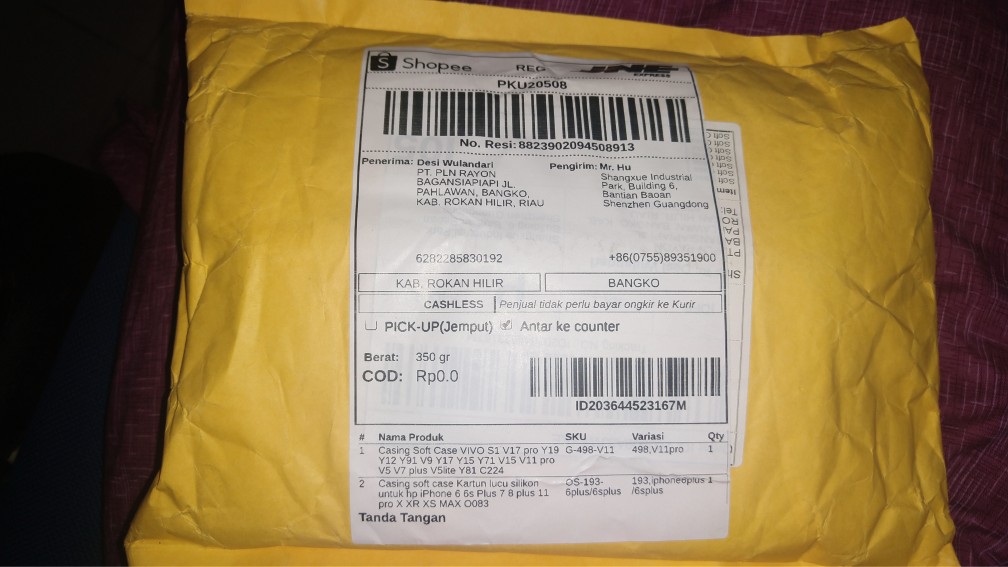 Shopee REG JNE EXPRESS
PKU20508
No. Resi: 8823902094508913
Penerima: Desi Wulandari
PT. PLN RAYON
BAGANSIAPIAPI JL.
PAHLAWAN, BANGKO,
KAB. ROKAN HILIR, RIAU
6282285830192
Pengirim: Mr. Hu
Shangxue Industrial
Park, Building 6,
Bantian Baoan
Shenzhen Guangdong
+86(0755)89351900
KAB. ROKAN HILIR BANGKO
CASHLESS Penjual tidak perlu bayar ongkir ke Kurir
PICK-UP(Jemput) Antar ke counter
Berat: 350 gr
COD: Rp0.0
ID203644523167M
# Nama Produk SKU Variasi Qty
1 Casing Soft Case VIVO S1 V17 pro Y19 G-498-V11 498,V11pro 1
Y12 Y91 V9 Y17 Y15 Y71 V15 V11 pro
V5 V7 plus V5lite Y81 C224
2 Casing soft case Kartun lucu silikon OS-193- 193,iphone6plus 1
untuk hp iPhone 6 6s Plus 7 8 plus 11 6plus/6splus /6splus
pro X XR XS MAX O083
Tanda Tangan
Item
Tel: